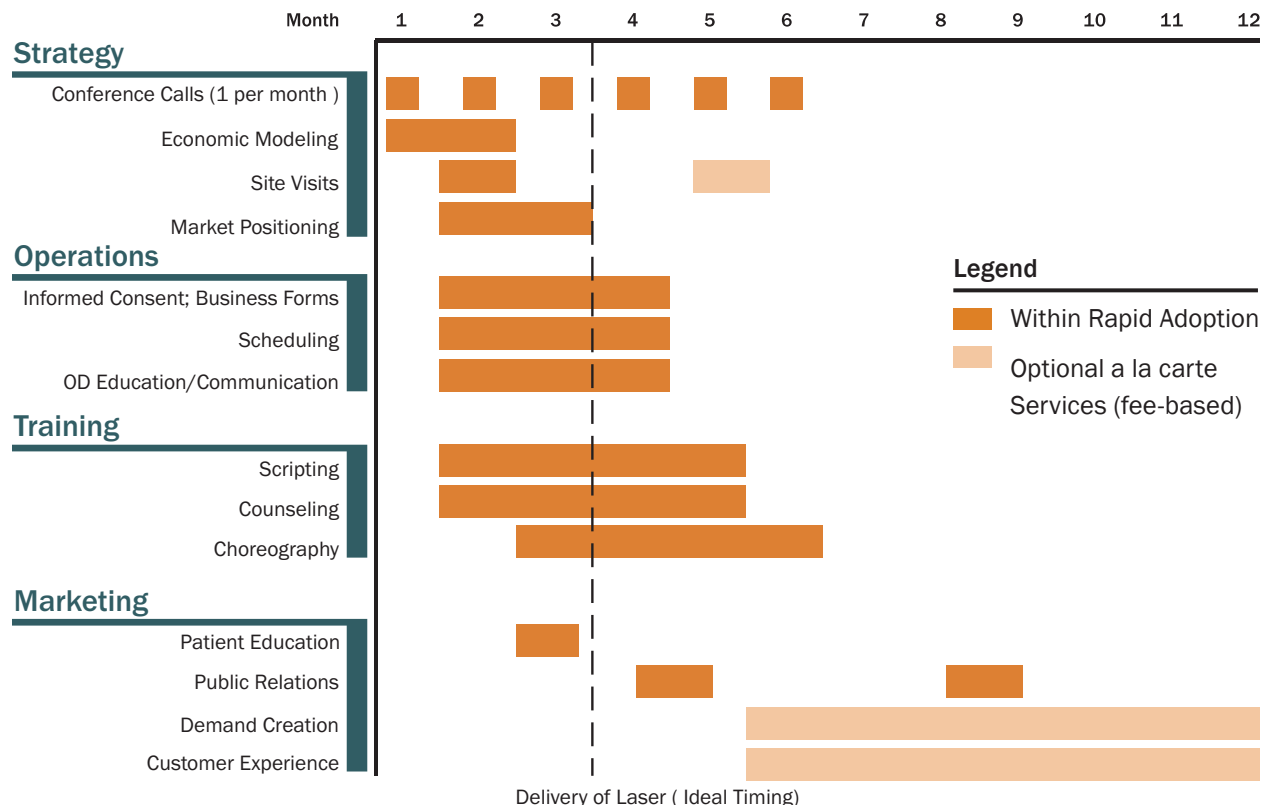 Month 1 2 3 4 5 6 7 8 9 10 11 12
Strategy
Conference Calls (1 per month )
Economic Modeling
Site Visits
Market Positioning
Operations
Informed Consent; Business Forms
Scheduling
OD Education/Communication
Training
Scripting
Counseling
Choreography
Marketing
Patient Education
Public Relations
Demand Creation
Customer Experience
Legend
Within Rapid Adoption
Optional a la carte
Services (fee-based)
Delivery of Laser ( Ideal Timing)